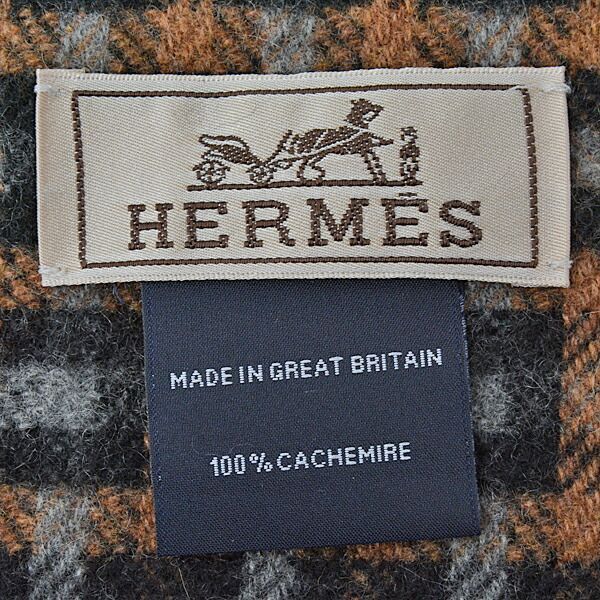 HERMÈS
MADE IN GREAT BRITAIN
100% CACHEMIRE